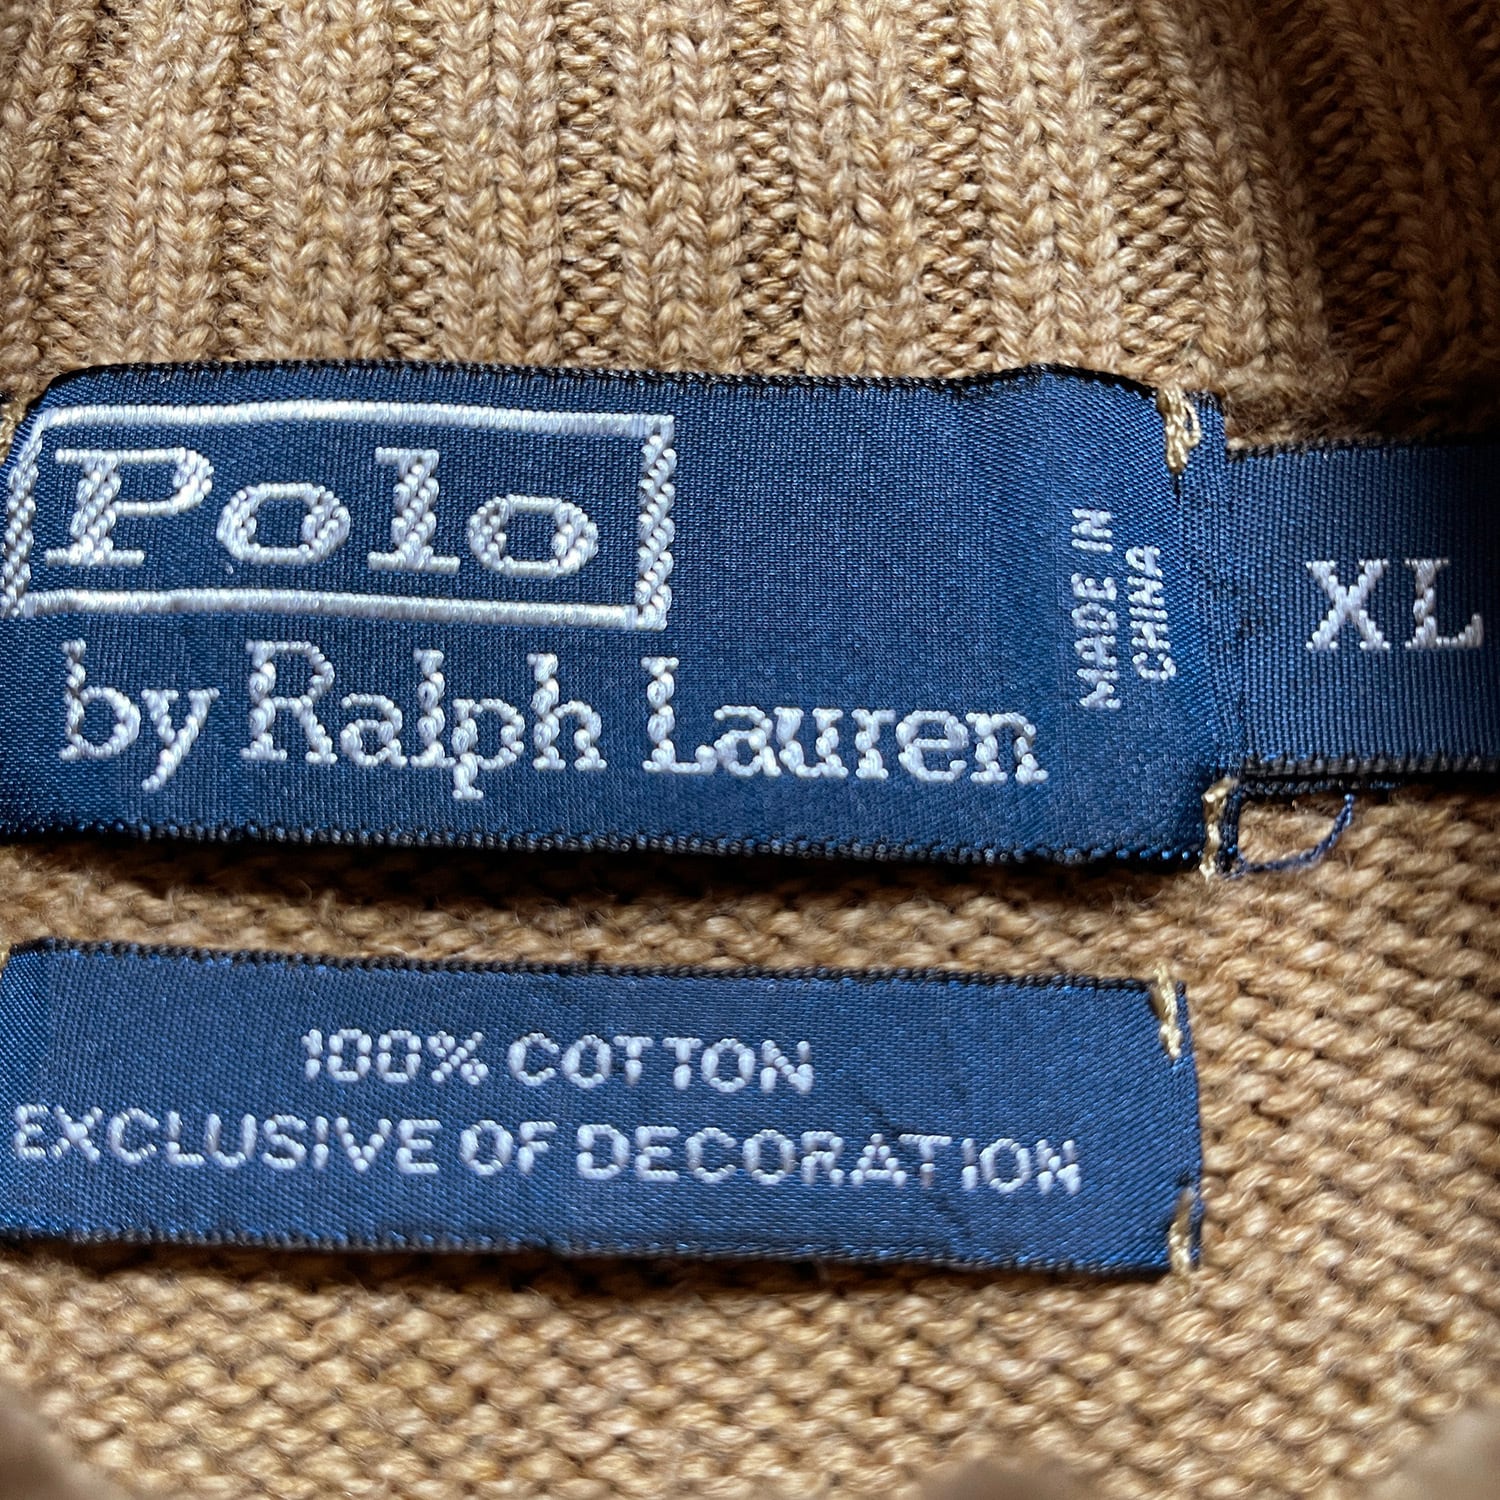 Polo
by Ralph Lauren
MADE IN
CHINA
XL
100% COTTON
EXCLUSIVE OF DECORATION